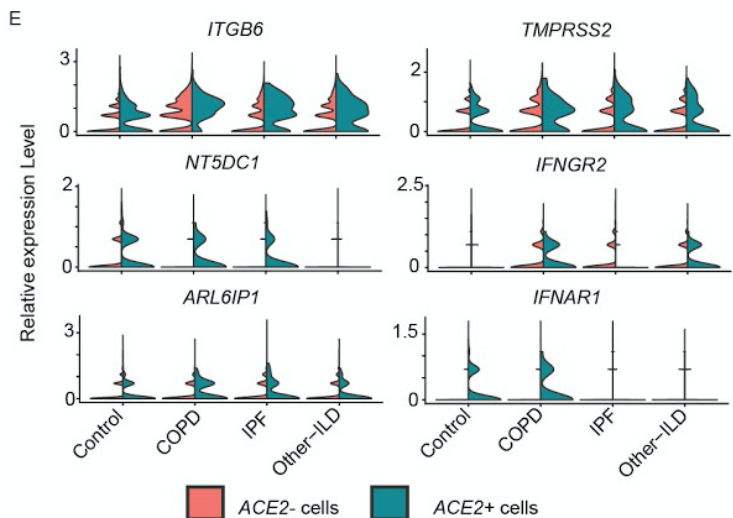 E
ITGB6
TMPRSS2
3
0
2
0
NT5DC1
IFNGR2
2
0
2.5
0
ARL6IP1
IFNAR1
3
0
1.5
0
Relative expression Level
Control
COPD
IPF
Other-ILD
Control
COPD
IPF
Other-ILD
ACE2- cells
ACE2+ cells